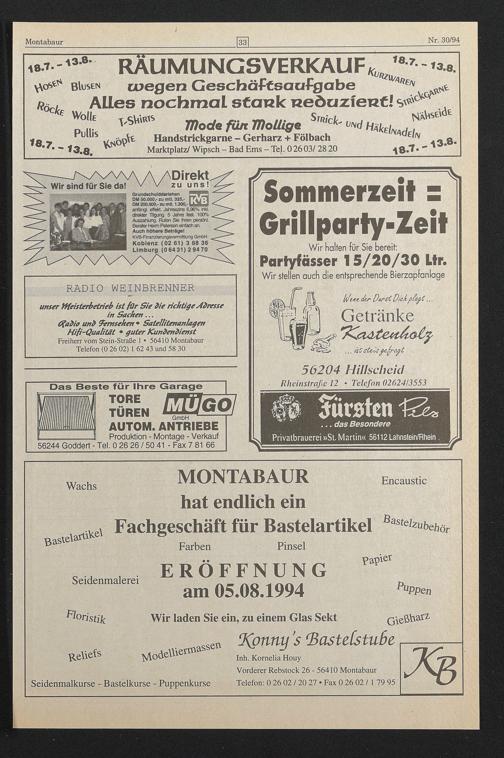 Montabaur
33
Nr. 30/94
18.7. - 13.8.
RÄUMUNGSVERKAUF
18.7. - 13.8.
HOSEN
BLUSEN
wegen Geschäftsaufgabe
KURZWAREN
RÖCKE
WOLLE
Alles nochmal stark reduziert!
STRICKGARNE
T-SHIRTS
Mode für Mollige
STRICK- UND HÄKELNADELN
NÄHSEIDE
PULLIS
KNÖPFE
18.7. - 13.8.
Handstrickgarne – Gerharz + Fölbach
18.7. - 13.8.
Marktplatz/ Wipsch – Bad Ems – Tel. 0 26 03/ 28 20
Wir sind für Sie da!
Direkt
zu uns!
Grundschulddarlehen
KVB
Auch höhere Beträge!
KVB-Finanzierungsvermittlung GmbH
Koblenz (02 61) 3 68 36
Limburg (0 64 31) 2 94 70
RADIO WEINBRENNER
unser Meisterbetrieb ist für Sie die richtige Adresse
in Sachen ...
Radio und Fernsehen • Satellitenanlagen
Hifi-Qualität • guter Kundendienst
Freiherr vom Stein-Straße 1 • 56410 Montabaur
Telefon (0 26 02) 1 62 43 und 58 30
Das Beste für Ihre Garage
TORE
TÜREN
MÜGO
GmbH
AUTOM. ANTRIEBE
Produktion - Montage - Verkauf
56244 Goddert - Tel. 0 26 26 / 50 41 - Fax 7 81 66
Sommerzeit =
Grillparty-Zeit
Wir halten für Sie bereit:
Partyfässer 15/20/30 Ltr.
Wir stellen auch die entsprechende Bierzapfanlage
Wenn der Durst Dich plagt ...
Getränke
Kastenholz
... ist stets gefragt
56204 Hillscheid
Rheinstraße 12 • Telefon 02624/3553
Fürsten Pils
... das Besondere
Privatbrauerei »St. Martin« 56112 Lahnstein/Rhein
Wachs
MONTABAUR
Encaustic
hat endlich ein
Bastelartikel
Fachgeschäft für Bastelartikel
Bastelzubehör
Farben
Pinsel
Papier
Seidenmalerei
ERÖFFNUNG
am 05.08.1994
Puppen
Floristik
Wir laden Sie ein, zu einem Glas Sekt
Gießharz
Reliefs
Modelliermassen
Konny's Bastelstube
Inh. Kornelia Houy
KB
Vorderer Rebstock 26 - 56410 Montabaur
Seidenmalkurse - Bastelkurse - Puppenkurse
Telefon: 0 26 02 / 20 27 • Fax 0 26 02 / 1 79 95